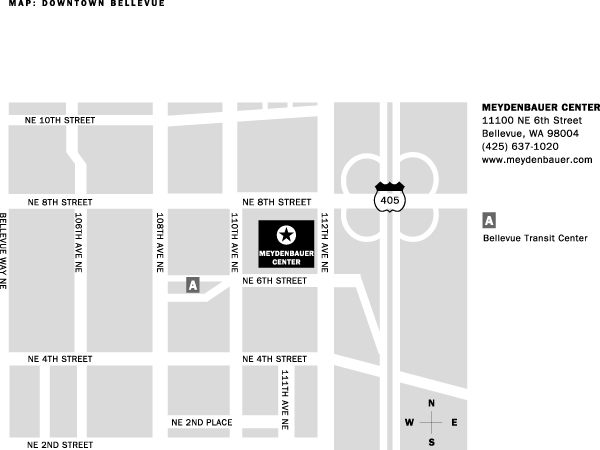 MAP: DOWNTOWN BELLEVUE
MEYDENBAUER CENTER
11100 NE 6th Street
Bellevue, WA 98004
(425) 637-1020
www.meydenbauer.com
A
Bellevue Transit Center
NE 10TH STREET
NE 8TH STREET
NE 8TH STREET
405
BELLEVUE WAY NE
106TH AVE NE
108TH AVE NE
110TH AVE NE
112TH AVE NE
MEYDENBAUER
CENTER
A
NE 6TH STREET
NE 4TH STREET
NE 4TH STREET
111TH AVE NE
NE 2ND PLACE
NE 2ND STREET
N
W
E
S